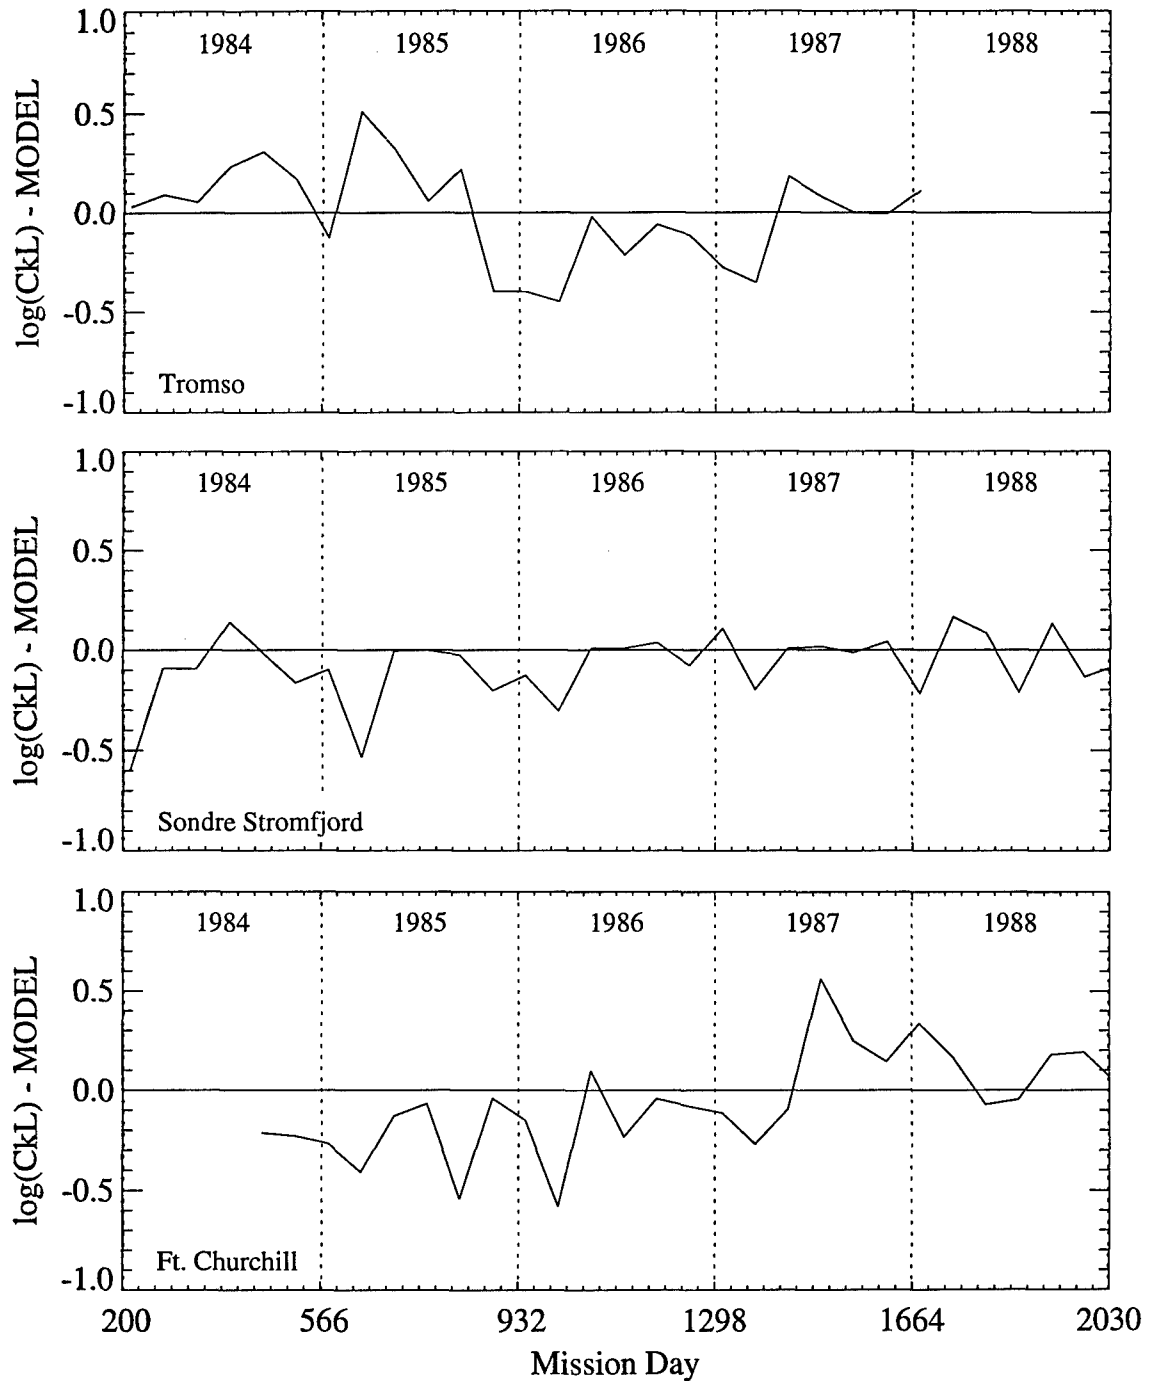 1.0
1984 1985 1986 1987 1988
0.5
0.0
-0.5
-1.0
log(CkL) - MODEL
Tromso
1.0
1984 1985 1986 1987 1988
0.5
0.0
-0.5
-1.0
log(CkL) - MODEL
Sondre Stromfjord
1.0
1984 1985 1986 1987 1988
0.5
0.0
-0.5
-1.0
log(CkL) - MODEL
Ft. Churchill
200 566 932 1298 1664 2030
Mission Day